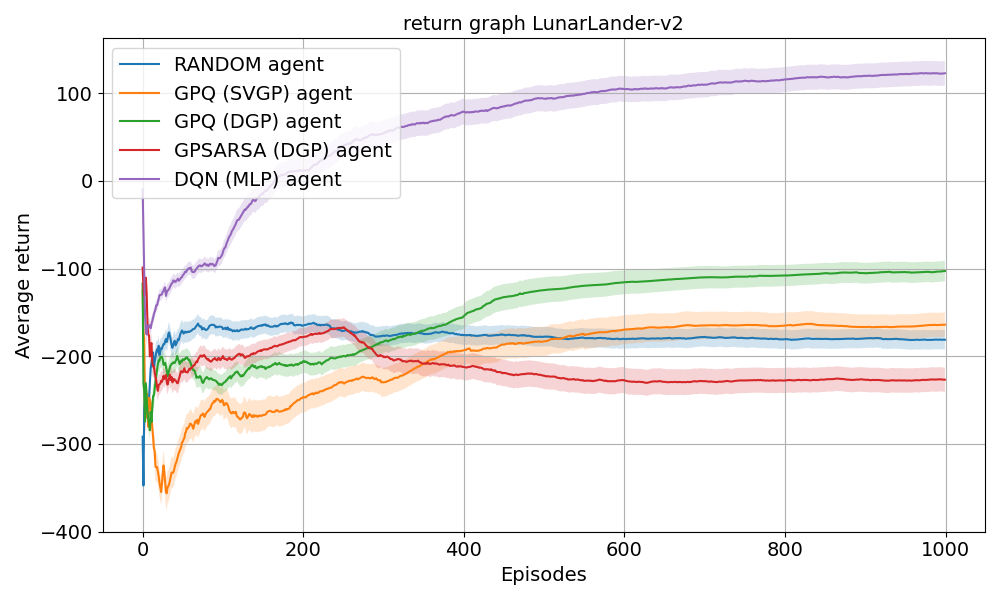 return graph LunarLander-v2
RANDOM agent
GPQ (SVGP) agent
GPQ (DGP) agent
GPSARSA (DGP) agent
DQN (MLP) agent
Average return
100
0
−100
−200
−300
−400
0 200 400 600 800 1000
Episodes